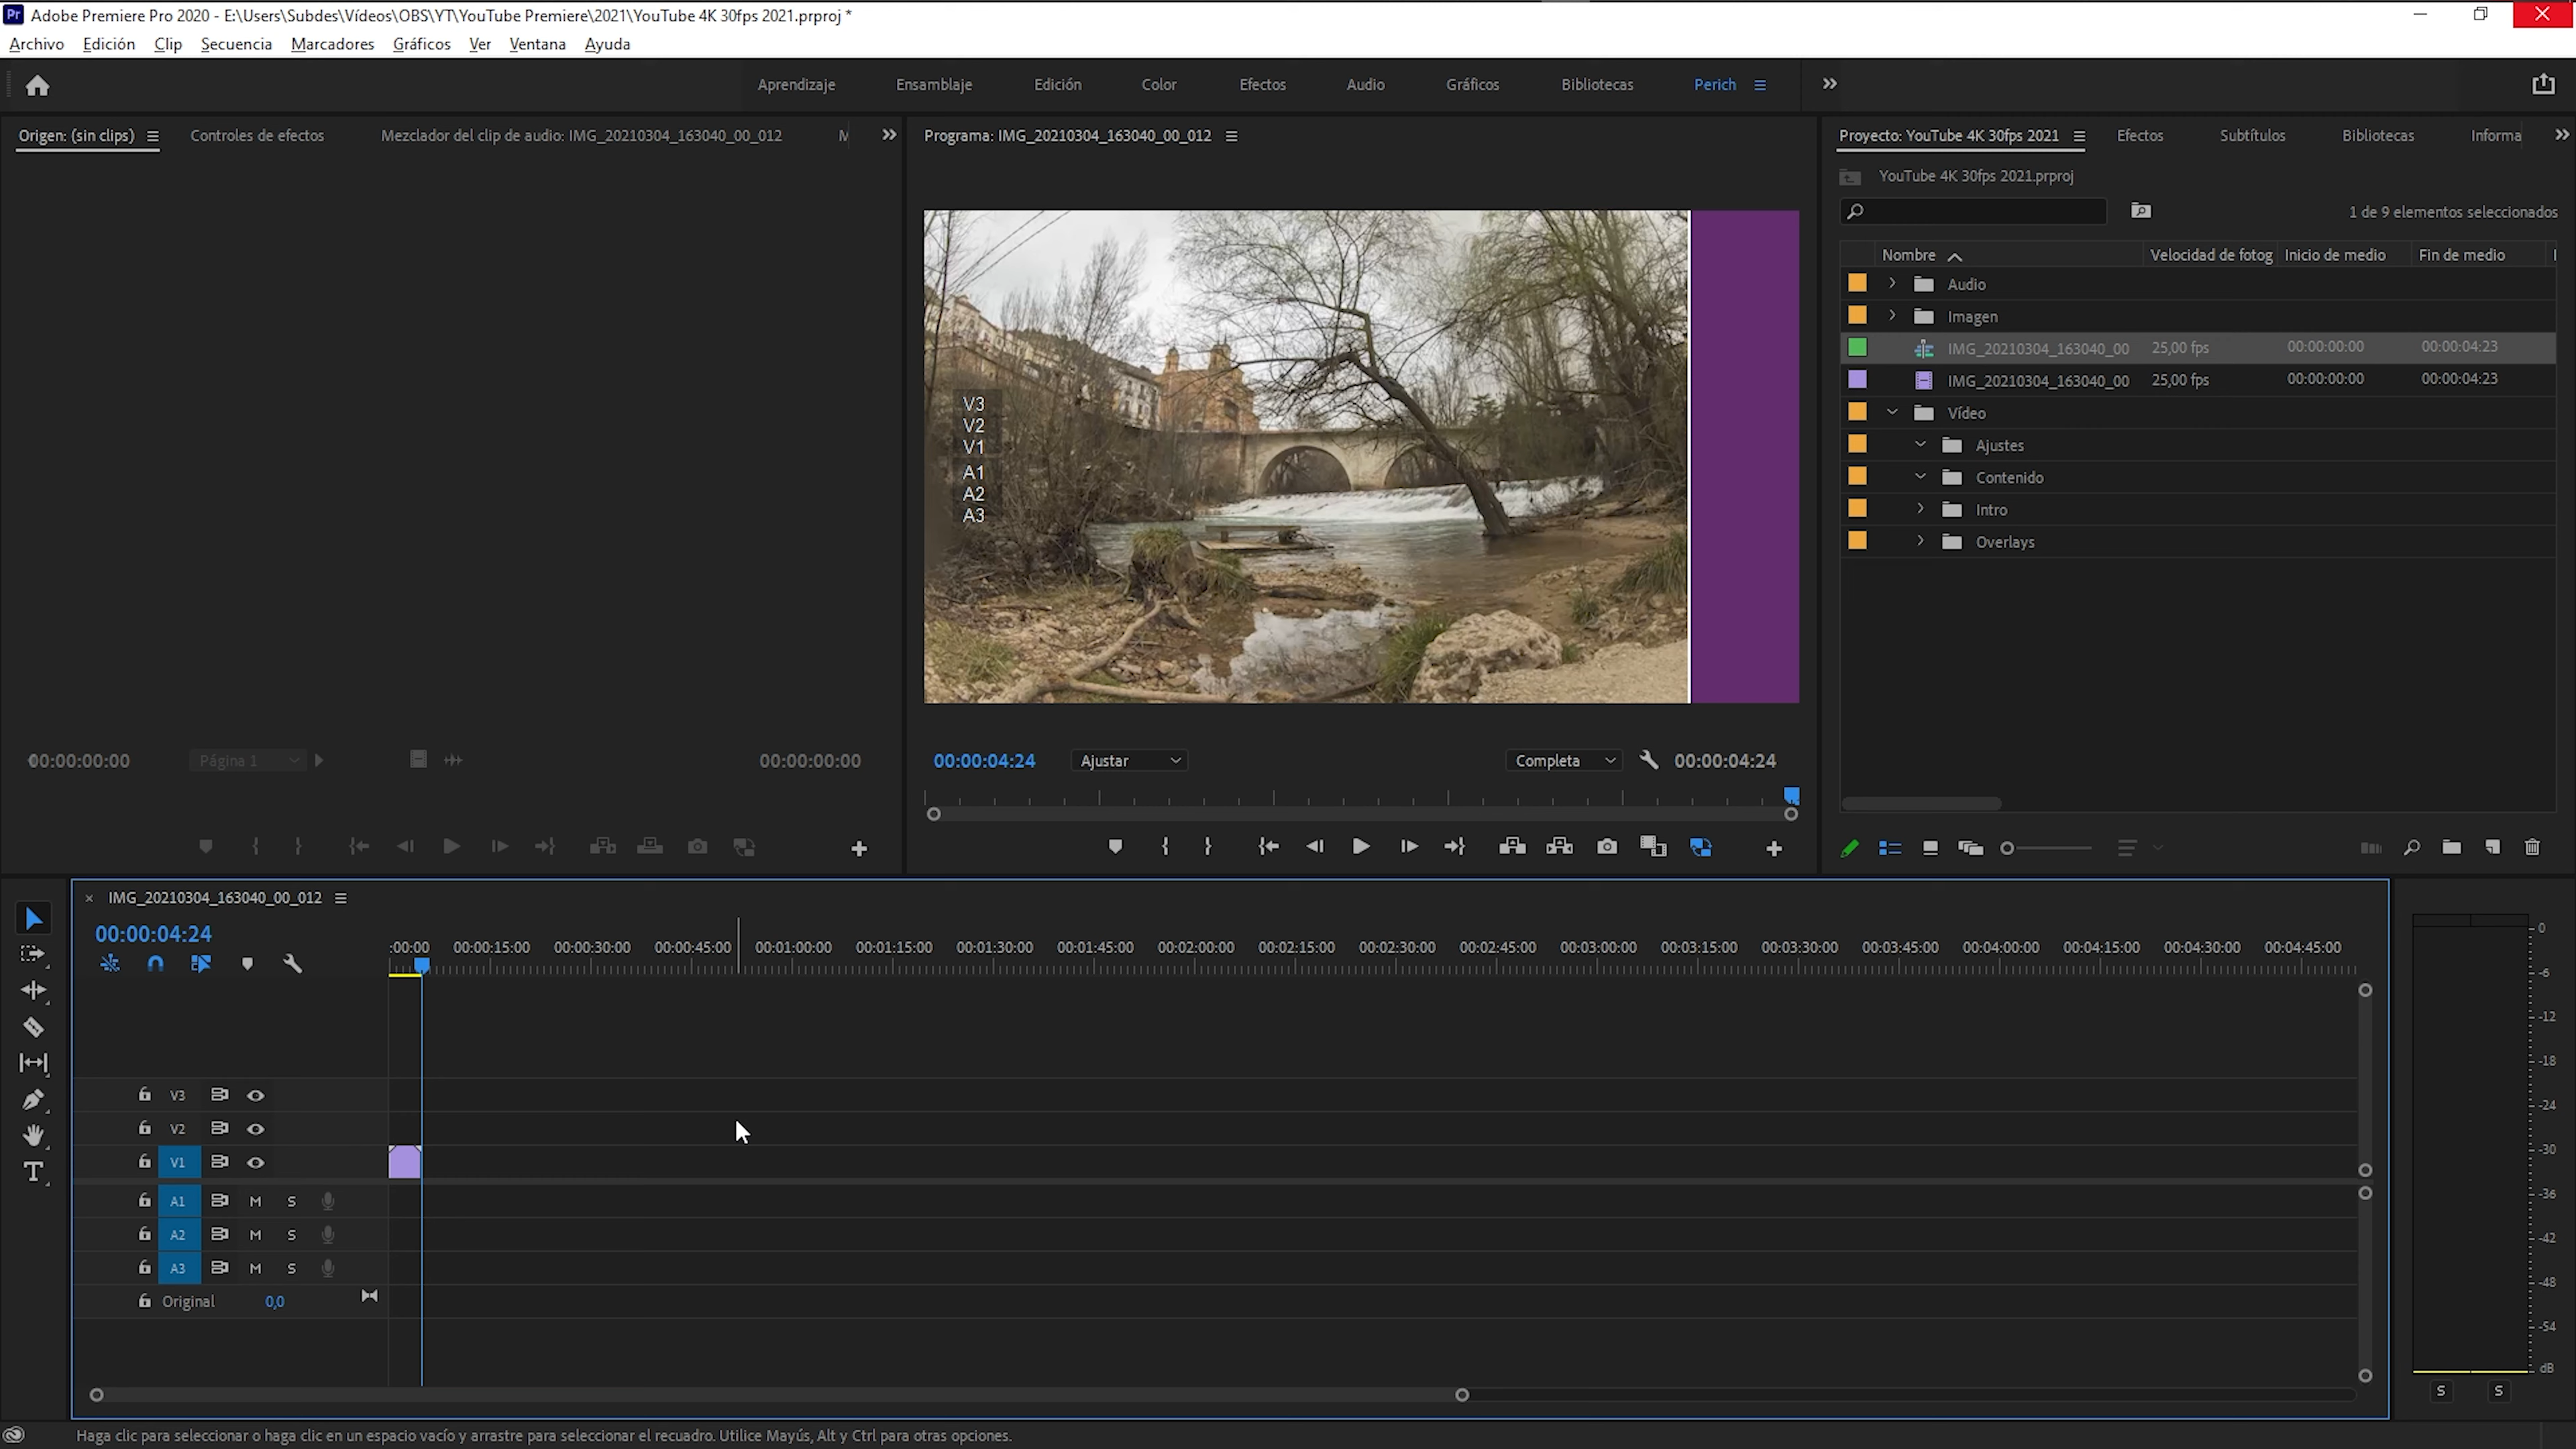 Adobe Premiere Pro 2020 - E:\Users\Subdes\Vídeos\OBS\YT\YouTube Premiere\2021\YouTube 4K 30fps 2021.prproj *
Archivo Edición Clip Secuencia Marcadores Gráficos Ver Ventana Ayuda
Aprendizaje Ensamblaje Edición Color Efectos Audio Gráficos Bibliotecas Perich
Origen: (sin clips) Controles de efectos Mezclador del clip de audio: IMG_20210304_163040_00_012
Programa: IMG_20210304_163040_00_012
Proyecto: YouTube 4K 30fps 2021 Efectos Subtítulos Bibliotecas Informa
YouTube 4K 30fps 2021.prproj
1 de 9 elementos seleccionados
Nombre Velocidad de fotog Inicio de medio Fin de medio
Audio
Imagen
IMG_20210304_163040_00 25,00 fps 00:00:00:00 00:00:04:23
IMG_20210304_163040_00 25,00 fps 00:00:00:00 00:00:04:23
Vídeo
Ajustes
Contenido
Intro
Overlays
V3
V2
V1
A1
A2
A3
00:00:00:00 Página 1 00:00:00:00
00:00:04:24 Ajustar Completa 00:00:04:24
IMG_20210304_163040_00_012
00:00:04:24
:00:00 00:00:15:00 00:00:30:00 00:00:45:00 00:01:00:00 00:01:15:00 00:01:30:00 00:01:45:00 00:02:00:00 00:02:15:00 00:02:30:00 00:02:45:00 00:03:00:00 00:03:15:00 00:03:30:00 00:03:45:00 00:04:00:00 00:04:15:00 00:04:30:00 00:04:45:00
V3
V2
V1
A1 M S
A2 M S
A3 M S
Original 0,0
0
-6
-12
-18
-24
-30
-36
-42
-48
-54
dB
S S
Haga clic para seleccionar o haga clic en un espacio vacío y arrastre para seleccionar el recuadro. Utilice Mayús, Alt y Ctrl para otras opciones.